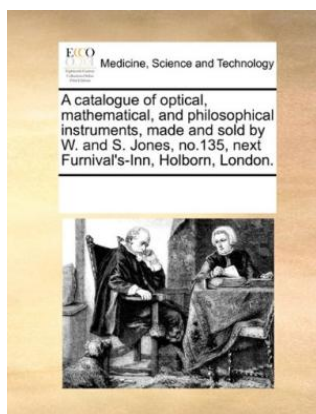 ECCO
Medicine, Science and Technology
A catalogue of optical,
mathematical, and philosophical
instruments, made and sold by
W. and S. Jones, no.135, next
Furnival's-Inn, Holborn, London.